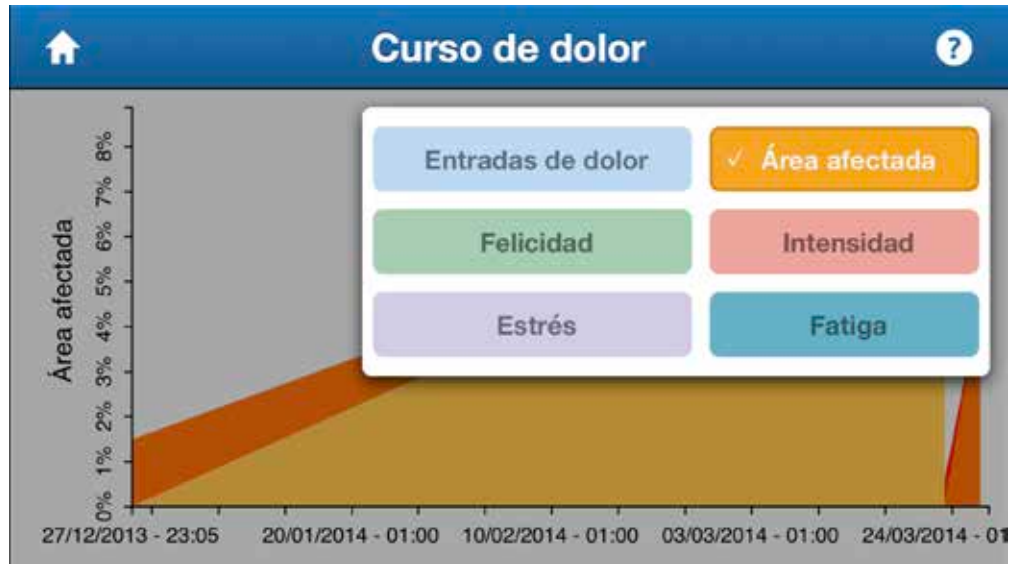 Curso de dolor
?
Entradas de dolor
✓ Área afectada
Felicidad
Intensidad
Estrés
Fatiga
Área afectada
8%
7%
6%
5%
4%
3%
2%
1%
0%
27/12/2013 - 23:05
20/01/2014 - 01:00
10/02/2014 - 01:00
03/03/2014 - 01:00
24/03/2014 - 01